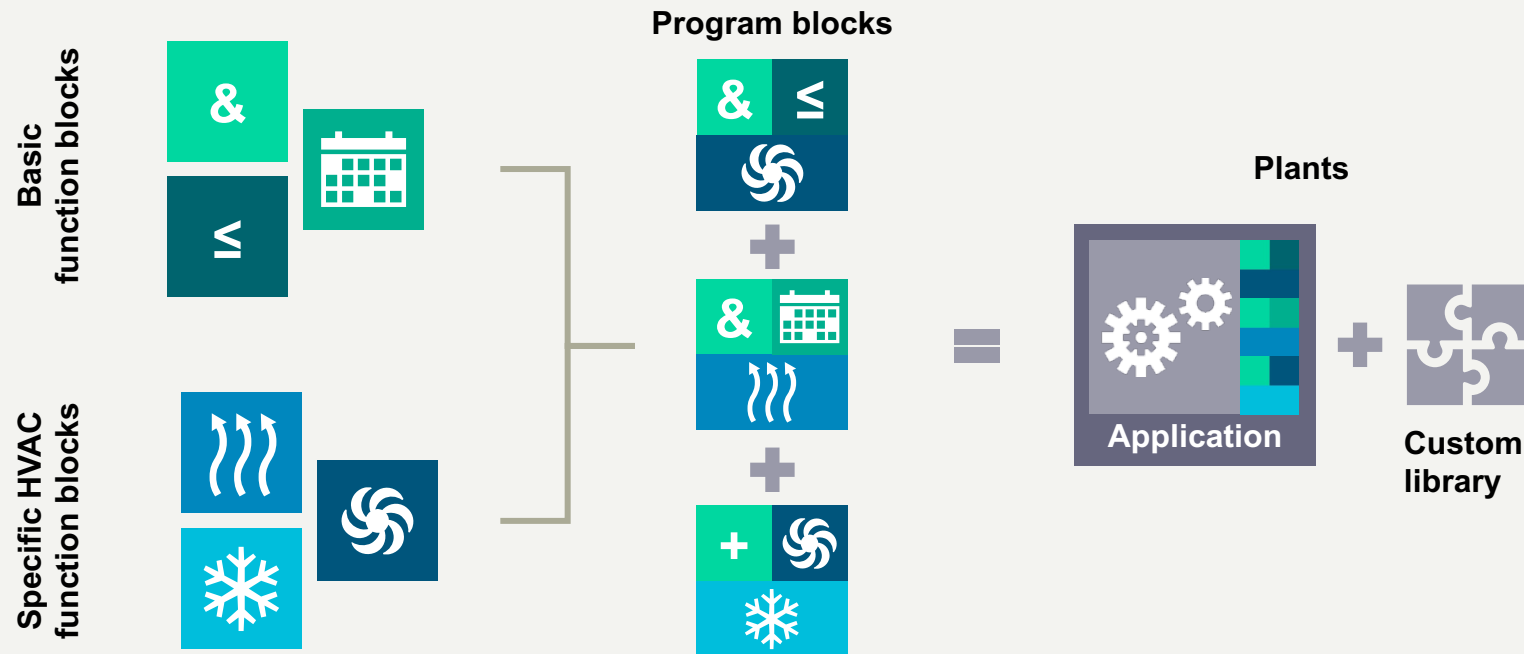 Program blocks
Basic
function blocks
&
≤
& ≤
Plants
&
Application
Custom
library
Specific HVAC
function blocks
+